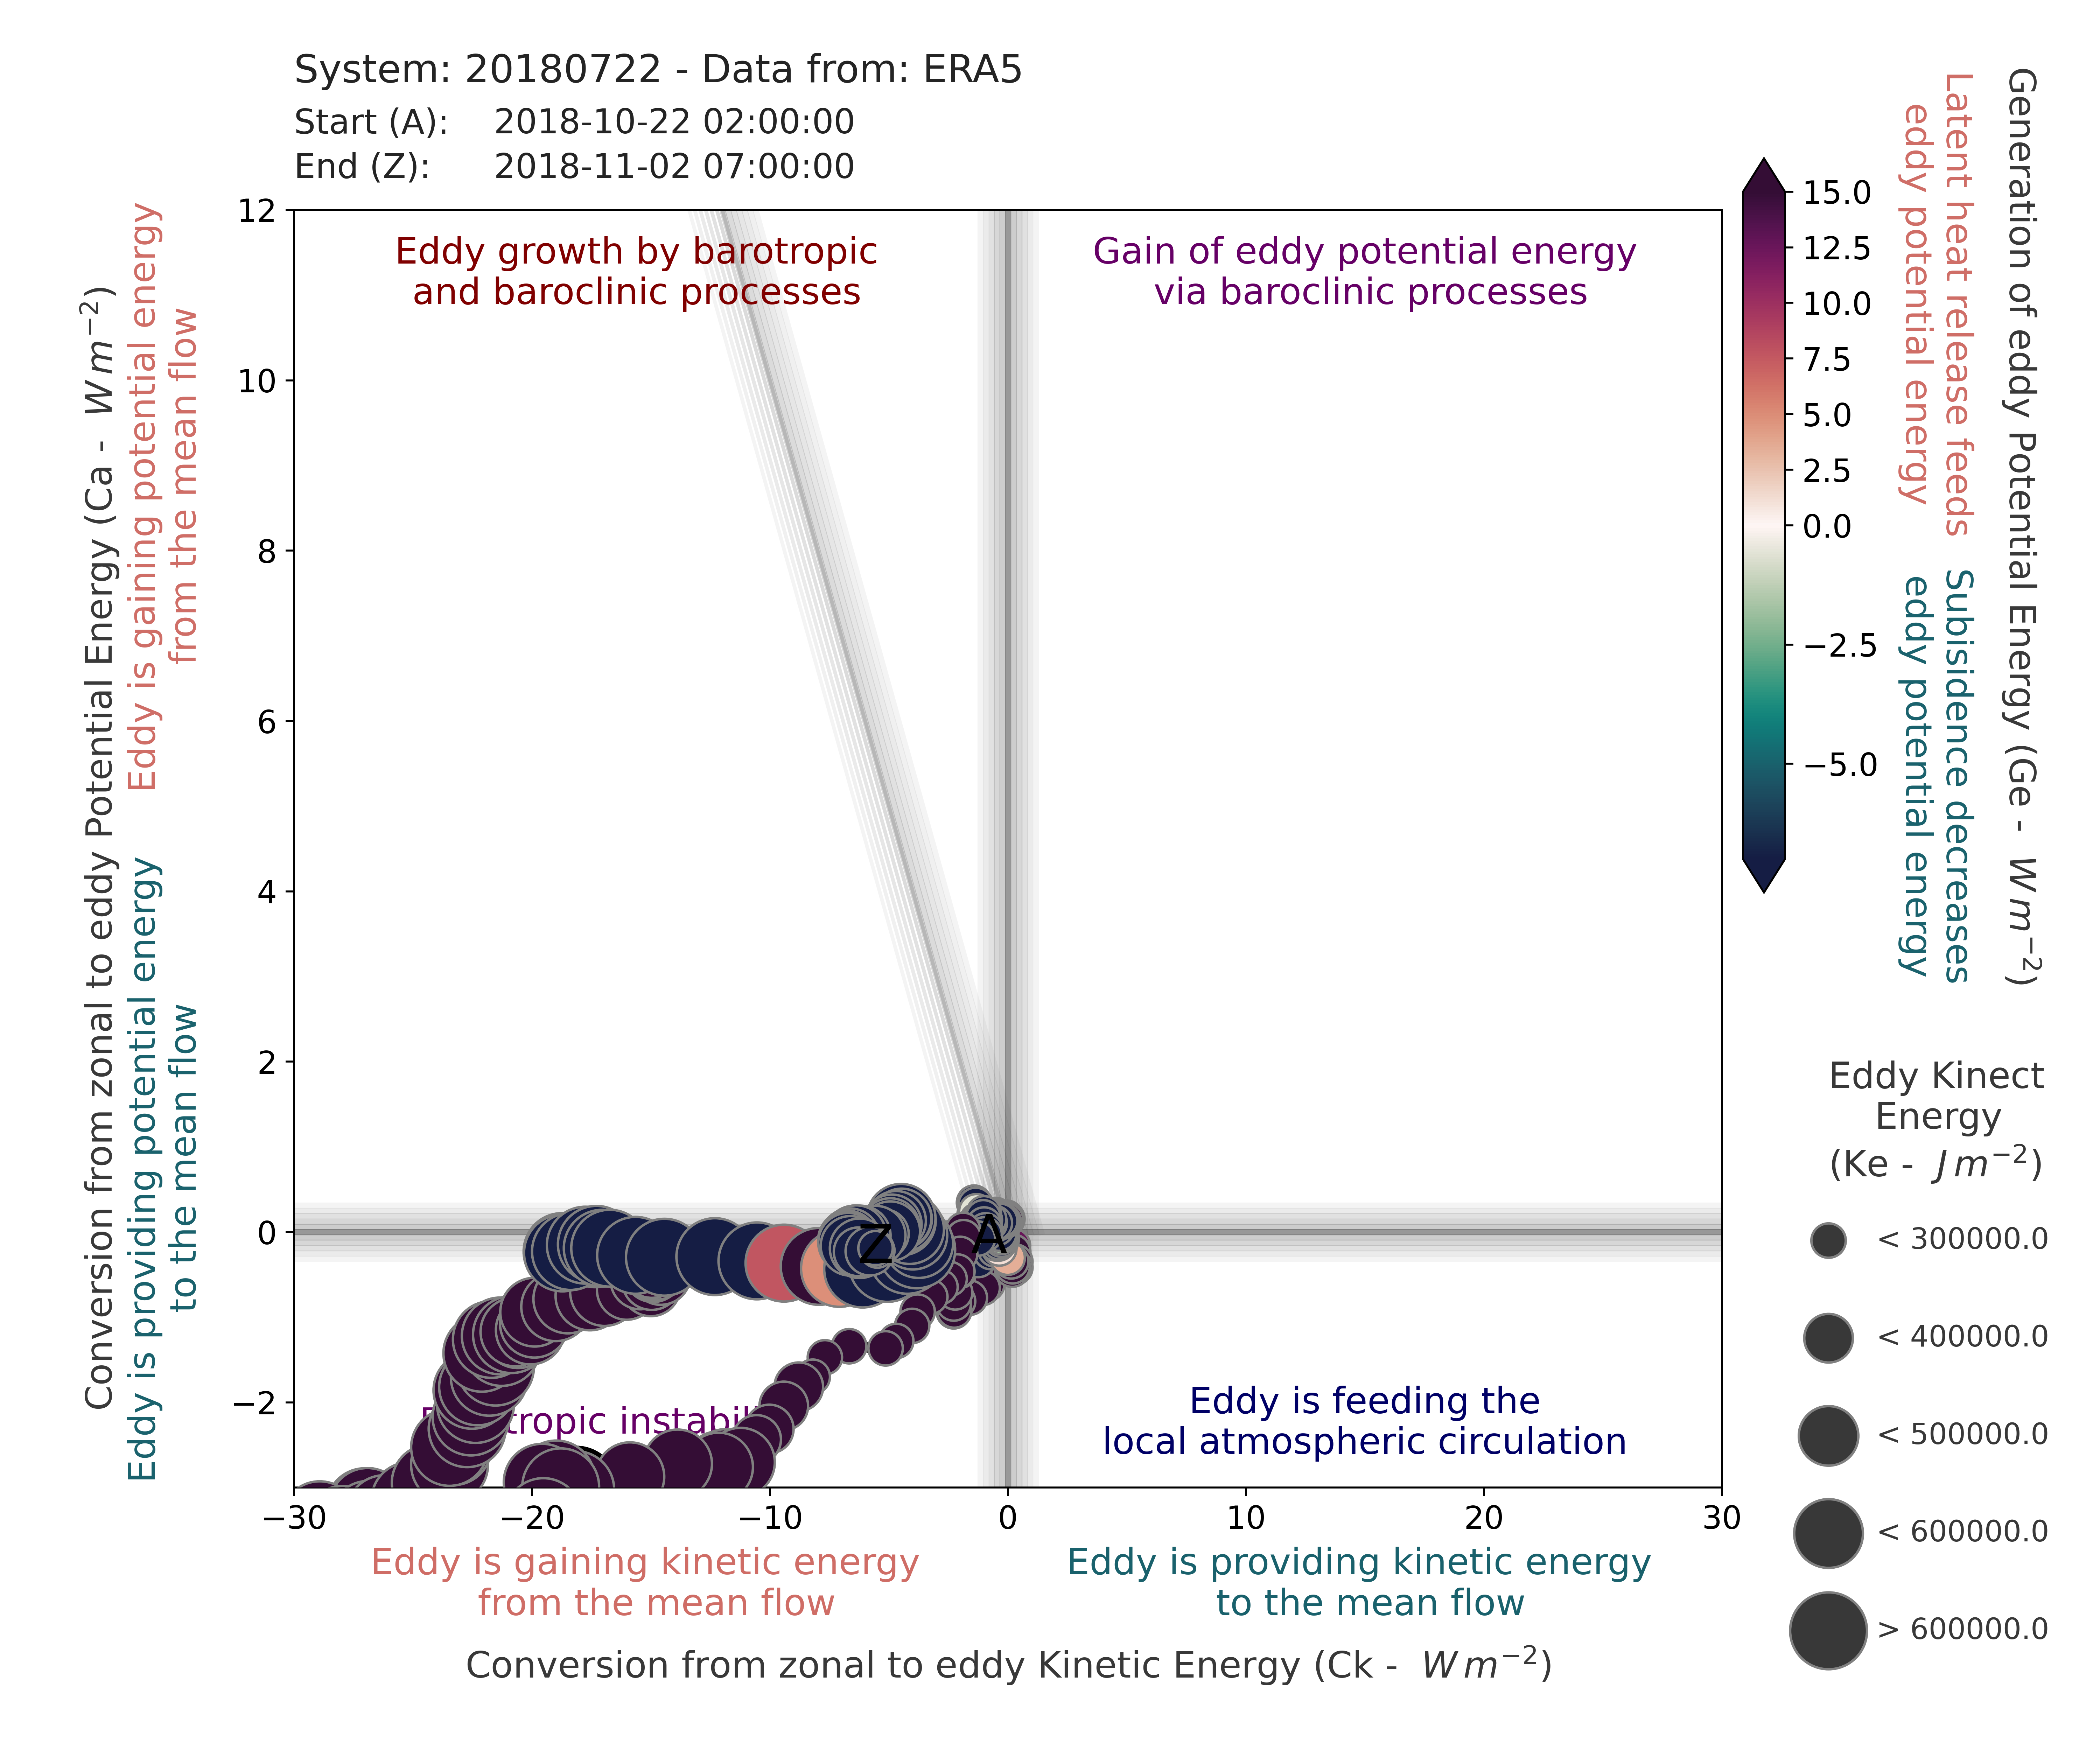 System: 20180722 - Data from: ERA5
Start (A): 2018-10-22 02:00:00
End (Z): 2018-11-02 07:00:00
Conversion from zonal to eddy Potential Energy (Ca - W m⁻²)
Eddy is gaining potential energy
from the mean flow
Eddy is providing potential energy
to the mean flow
12
10
8
6
4
2
0
−2
Eddy growth by barotropic
and baroclinic processes
Gain of eddy potential energy
via baroclinic processes
Z
A
tropic instabil
Eddy is feeding the
local atmospheric circulation
−30
−20
−10
0
10
20
30
Eddy is gaining kinetic energy
from the mean flow
Eddy is providing kinetic energy
to the mean flow
Conversion from zonal to eddy Kinetic Energy (Ck - W m⁻²)
15.0
12.5
10.0
7.5
5.0
2.5
0.0
−2.5
−5.0
Latent heat release feeds
eddy potential energy
Subisidence decreases
eddy potential energy
Generation of eddy Potential Energy (Ge - W m⁻²)
Eddy Kinect
Energy
(Ke - J m⁻²)
< 300000.0
< 400000.0
< 500000.0
< 600000.0
> 600000.0